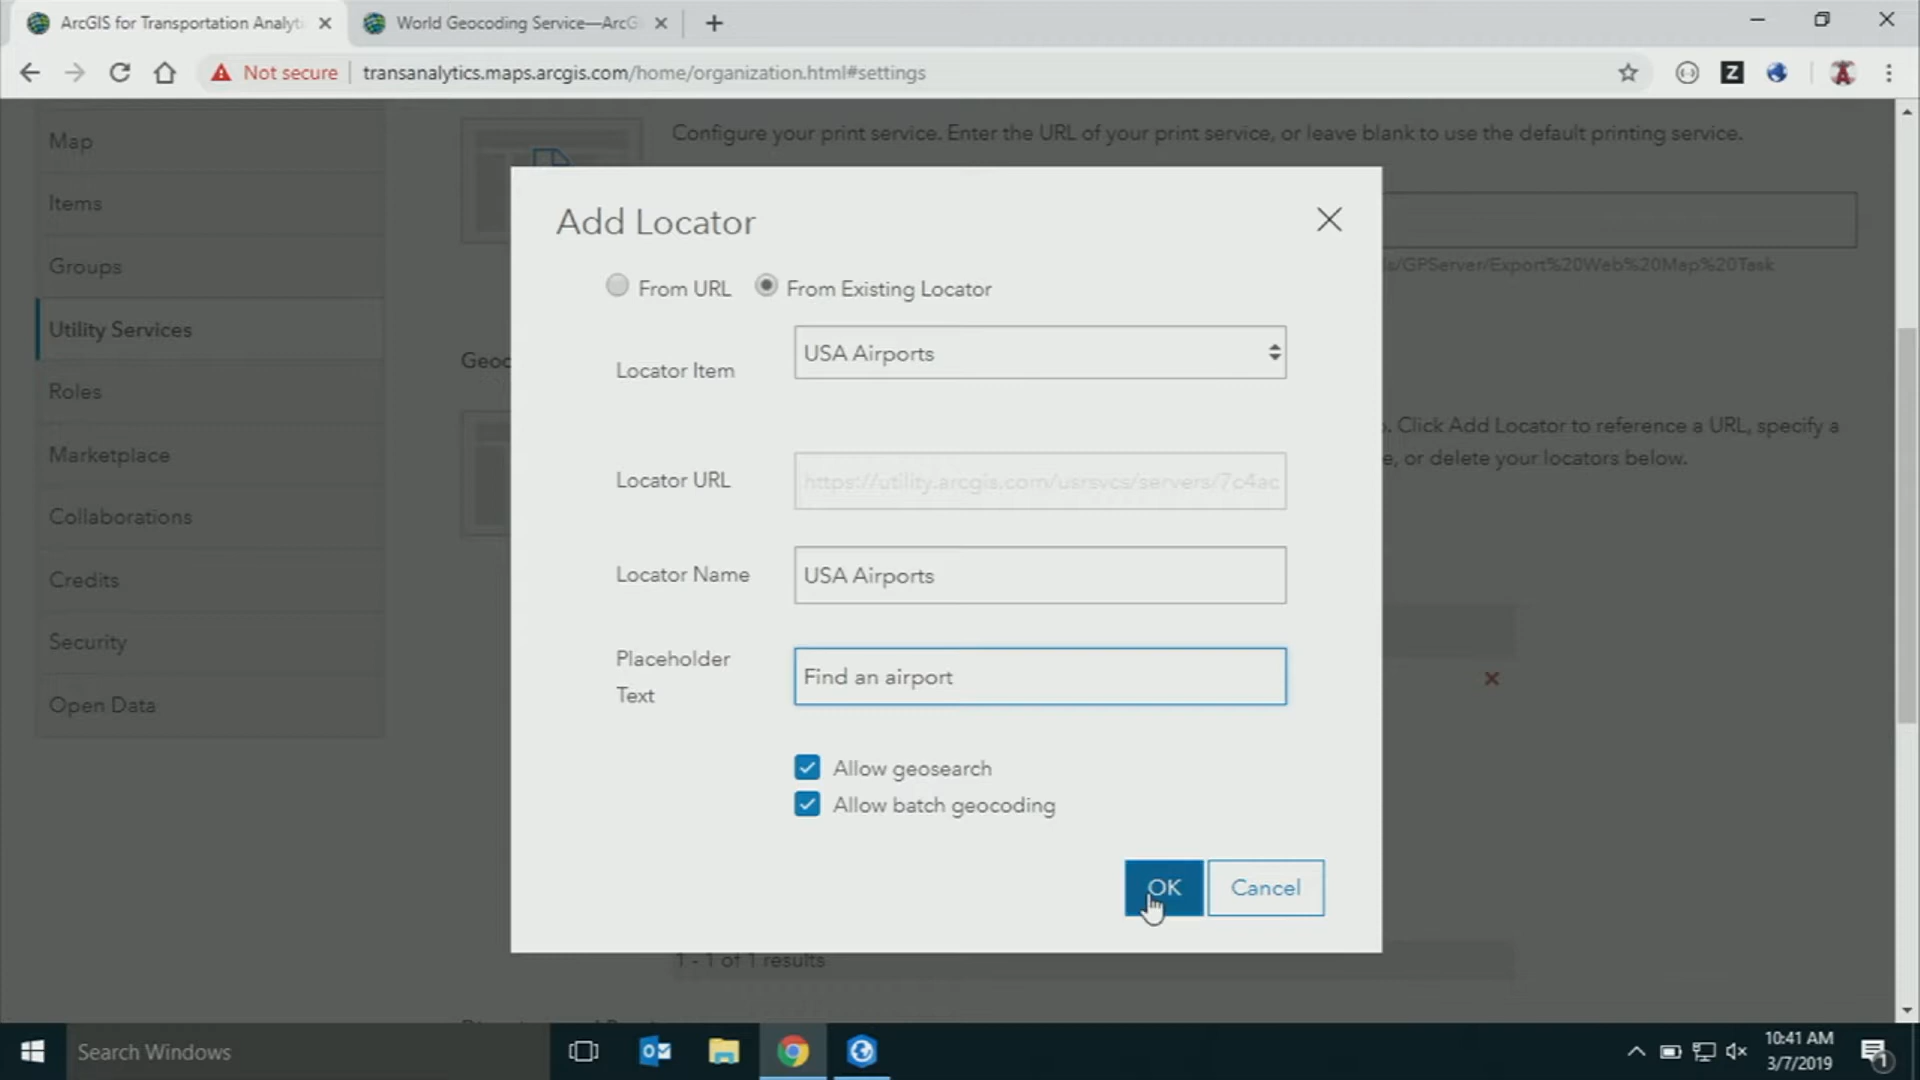 ArcGIS for Transportation Analyt
World Geocoding Service—ArcG
Not secure
transanalytics.maps.arcgis.com/home/organization.html#settings
Map
Items
Groups
Utility Services
Roles
Marketplace
Collaborations
Credits
Security
Open Data
Configure your print service. Enter the URL of your print service, or leave blank to use the default printing service.
s/GPServer/Export%20Web%20Map%20Task
Geoc
. Click Add Locator to reference a URL, specify a
e, or delete your locators below.
Add Locator
From URL
From Existing Locator
Locator Item
USA Airports
Locator URL
https://utility.arcgis.com/usrsvcs/servers/7c4ac
Locator Name
USA Airports
Placeholder
Text
Find an airport
Allow geosearch
Allow batch geocoding
OK
Cancel
1 - 1 of 1 results
Search Windows
10:41 AM
3/7/2019
1